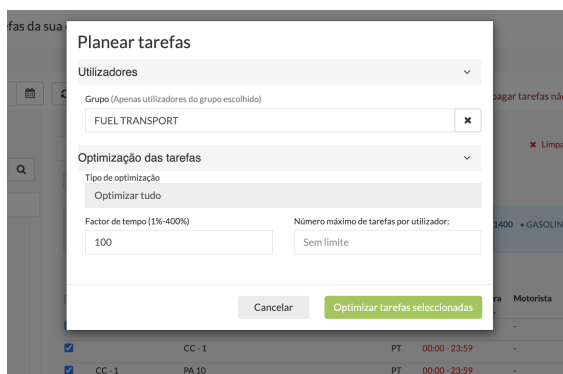 efas da sua
Planear tarefas
Utilizadores
Grupo (Apenas utilizadores do grupo escolhido)
pagar tarefas nã
FUEL TRANSPORT
Limpa
Optimização das tarefas
Tipo de optimização
Optimizar tudo
Factor de tempo (1%-400%)
Número máximo de tarefas por utilizador:
1400 • GASOLIN
100
Sem limite
Cancelar
Optimizar tarefas seleccionadas
ra Motorista
-
CC - 1 PT 00:00 - 23:59 -
CC - 1 PA 10 PT 00:00 - 23:59 -